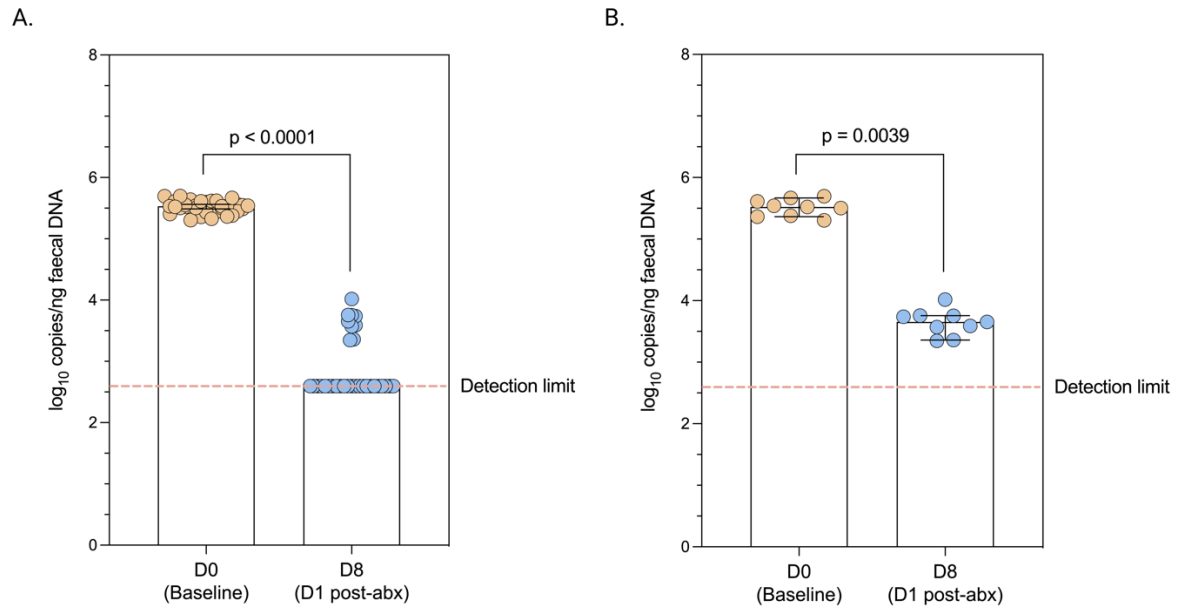 A.
log10 copies/ng faecal DNA
8
6
4
2
0
p < 0.0001
Detection limit
D0
(Baseline)
D8
(D1 post-abx)
B.
log10 copies/ng faecal DNA
8
6
4
2
0
p = 0.0039
Detection limit
D0
(Baseline)
D8
(D1 post-abx)